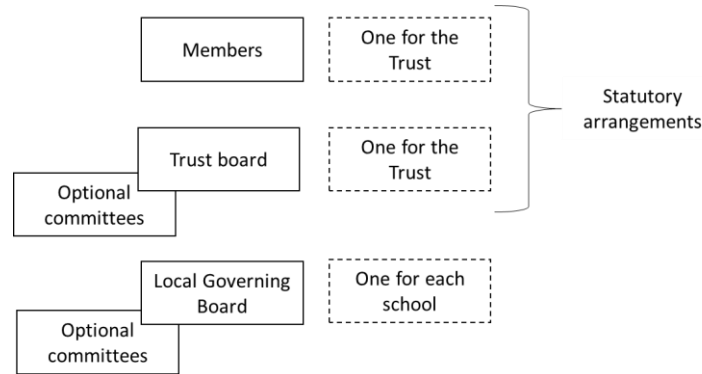 Members
One for the
Trust
Statutory
arrangements
Trust board
One for the
Trust
Optional
committees
Local Governing
Board
One for each
school
Optional
committees